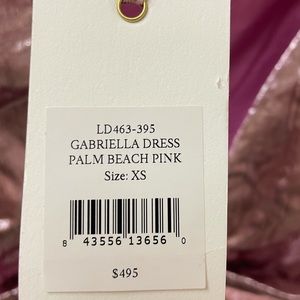 LD463-395
GABRIELLA DRESS
PALM BEACH PINK
Size: XS
8 43556 13656 0
$495